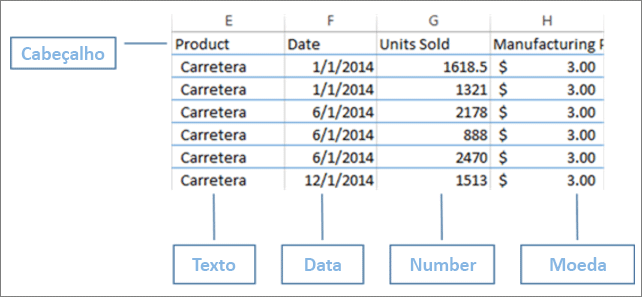 E F G H
Cabeçalho
Product Date Units Sold Manufacturing P
Carretera 1/1/2014 1618.5 $ 3.00
Carretera 1/1/2014 1321 $ 3.00
Carretera 6/1/2014 2178 $ 3.00
Carretera 6/1/2014 888 $ 3.00
Carretera 6/1/2014 2470 $ 3.00
Carretera 12/1/2014 1513 $ 3.00
Texto Data Number Moeda